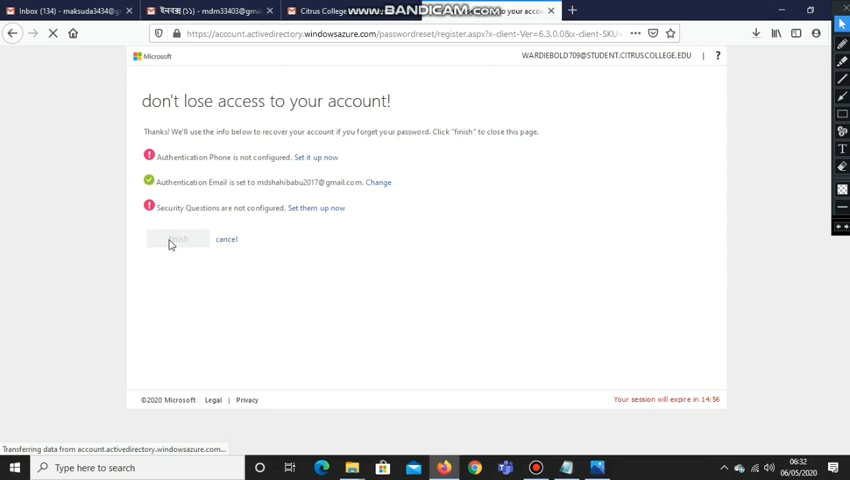 Inbox (134) - maksuda3434@g
ইনবক্স (১১) - mdm33403@gma
Citrus College
www.BANDICAM.com
to your accou
https://account.activedirectory.windowsazure.com/passwordreset/register.aspx?x-client-Ver=6.3.0.0&x-client-SKU=
Microsoft
WARDIEBOLD709@STUDENT.CITRUSCOLLEGE.EDU | ?
don't lose access to your account!
Thanks! We'll use the info below to recover your account if you forget your password. Click "finish" to close this page.
Authentication Phone is not configured. Set it up now
Authentication Email is set to mdshahibabu2017@gmail.com. Change
Security Questions are not configured. Set them up now
finish cancel
©2020 Microsoft Legal | Privacy
Your session will expire in 14:56
Transferring data from account.activedirectory.windowsazure.com...
Type here to search
06:32
06/05/2020